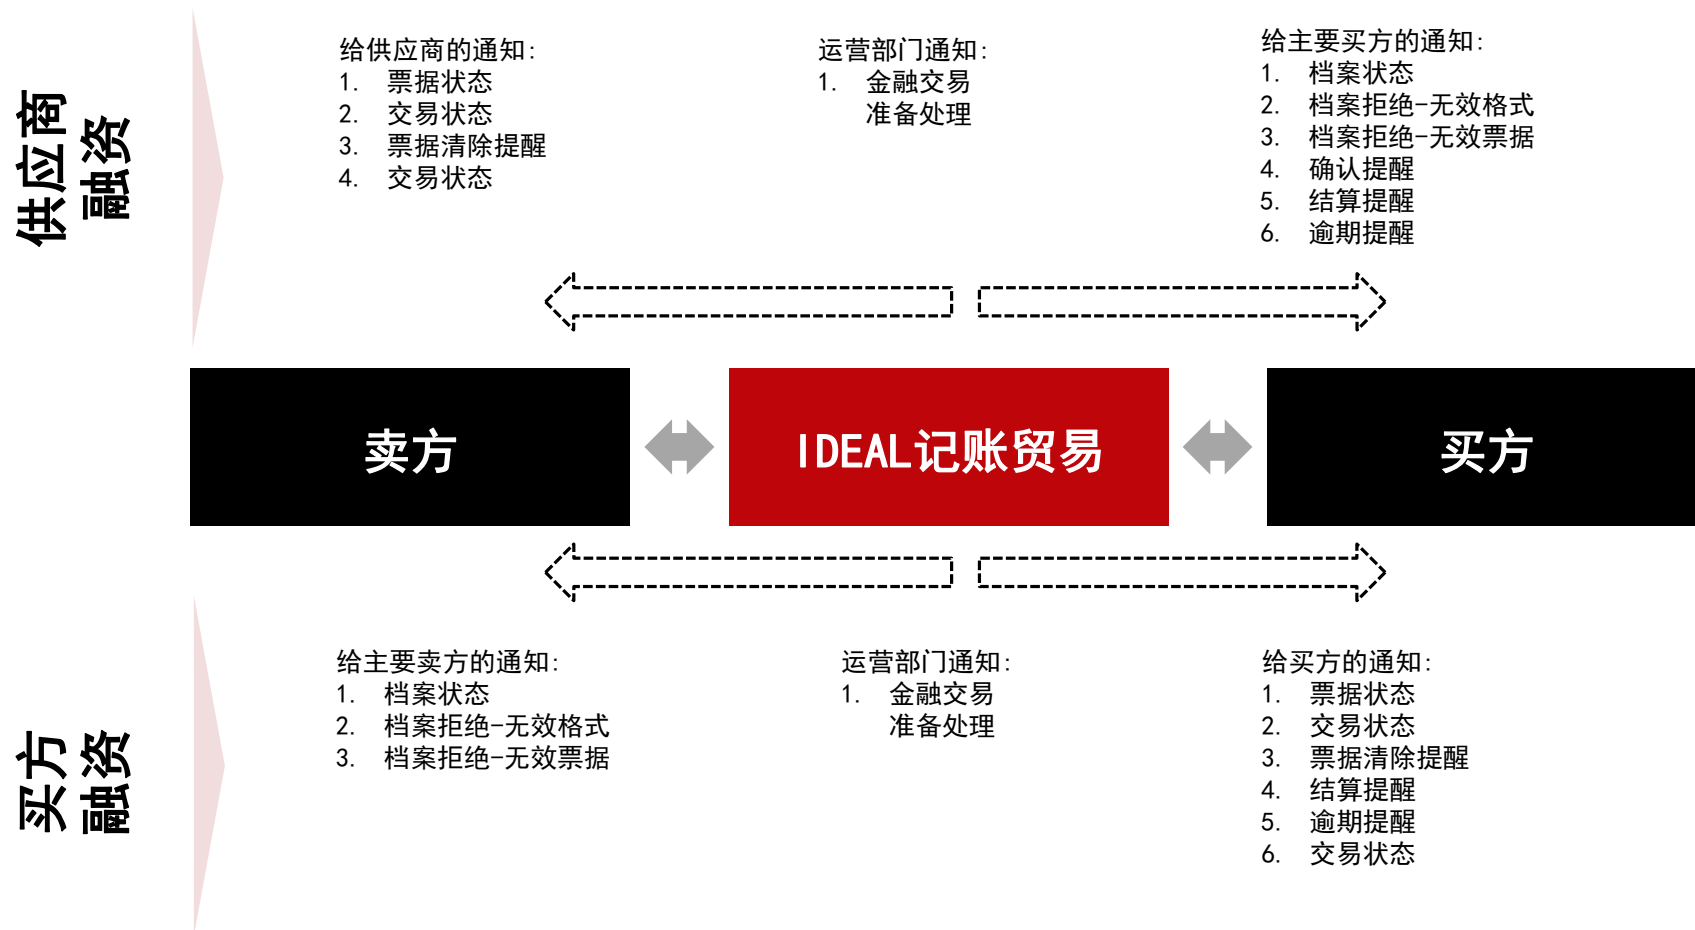 供应商
融资
给供应商的通知:
1. 票据状态
2. 交易状态
3. 票据清除提醒
4. 交易状态
运营部门通知:
1. 金融交易
准备处理
给主要买方的通知:
1. 档案状态
2. 档案拒绝-无效格式
3. 档案拒绝-无效票据
4. 确认提醒
5. 结算提醒
6. 逾期提醒
卖方
IDEAL记账贸易
买方
买方
融资
给主要卖方的通知:
1. 档案状态
2. 档案拒绝-无效格式
3. 档案拒绝-无效票据
运营部门通知:
1. 金融交易
准备处理
给买方的通知:
1. 票据状态
2. 交易状态
3. 票据清除提醒
4. 结算提醒
5. 逾期提醒
6. 交易状态